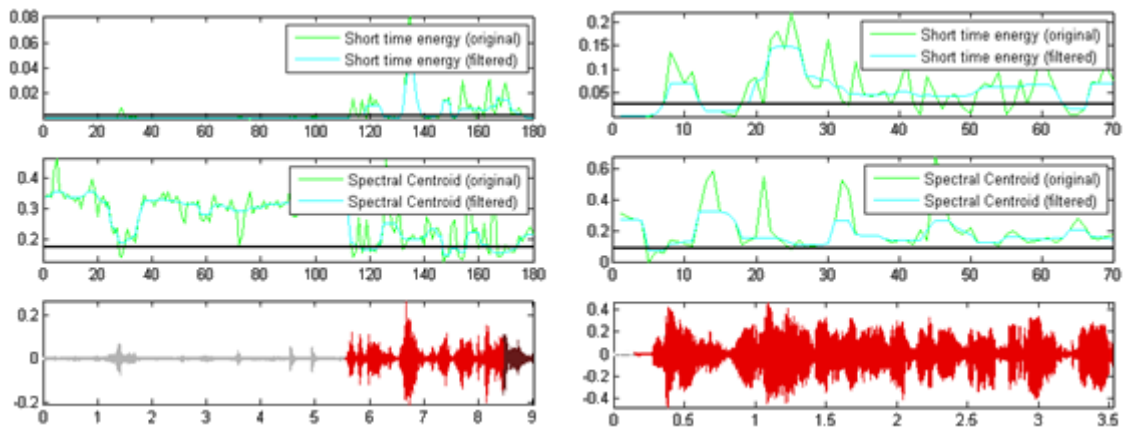 0.08
0.06
0.04
0.02
Short time energy (original)
Short time energy (filtered)
0 20 40 60 80 100 120 140 160 180
0.4
0.3
0.2
Spectral Centroid (original)
Spectral Centroid (filtered)
0 20 40 60 80 100 120 140 160 180
0.2
0
-0.2
0 1 2 3 4 5 6 7 8 9
0.2
0.15
0.1
0.05
Short time energy (original)
Short time energy (filtered)
0 10 20 30 40 50 60 70
0.6
0.4
0.2
0
Spectral Centroid (original)
Spectral Centroid (filtered)
0 10 20 30 40 50 60 70
0.4
0.2
0
-0.2
-0.4
0 0.5 1 1.5 2 2.5 3 3.5